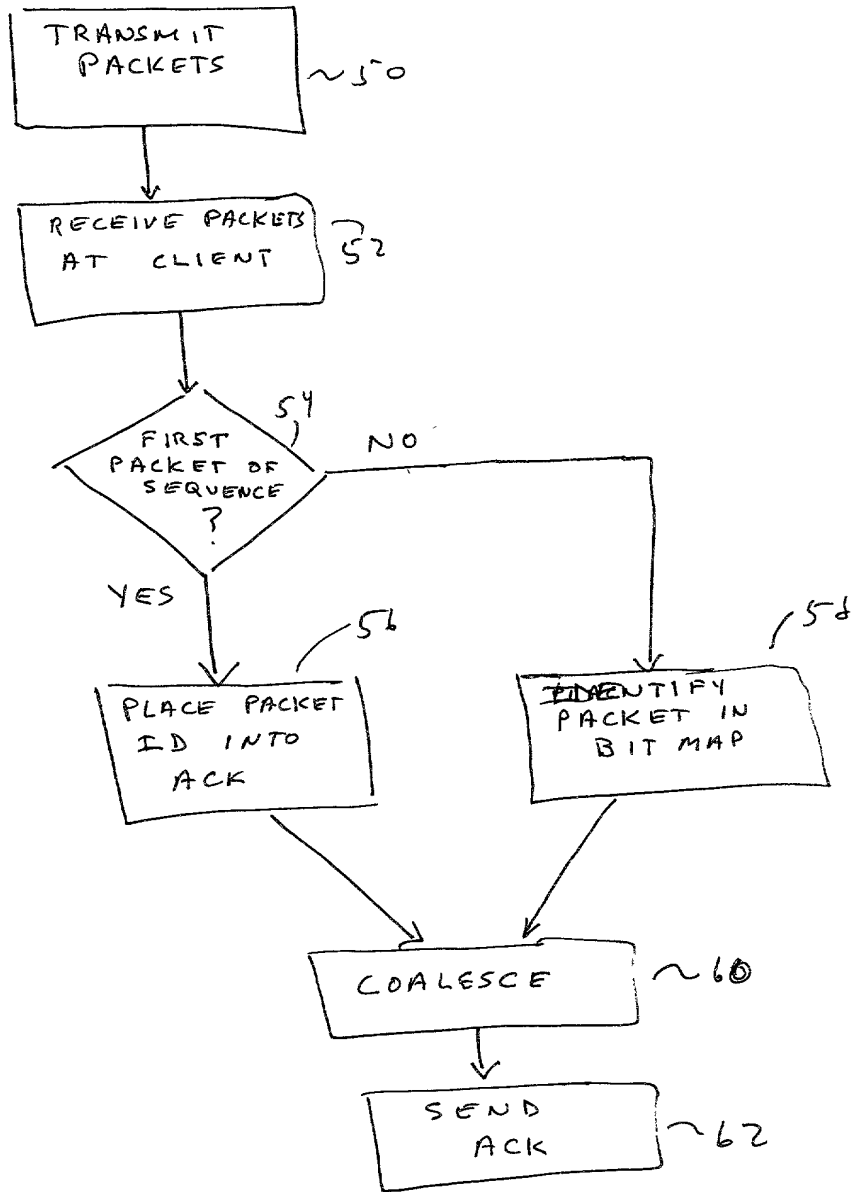 TRANSMIT
PACKETS
~50
RECEIVE PACKETS
AT CLIENT
52
54
FIRST
PACKET OF
SEQUENCE
?
NO
YES
56
58
PLACE PACKET
ID INTO
ACK
IDENTIFY
PACKET IN
BIT MAP
COALESCE
~60
SEND
ACK
~62